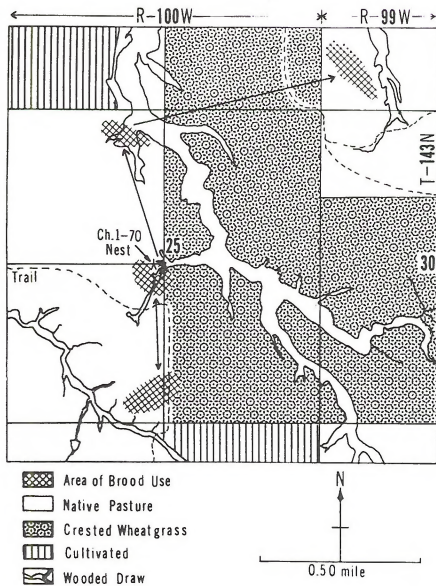 R-100W
R-99W
T-143N
Ch.1-70
Nest
25
30
Trail
Area of Brood Use
Native Pasture
Crested Wheatgrass
Cultivated
Wooded Draw
N
0.50 mile